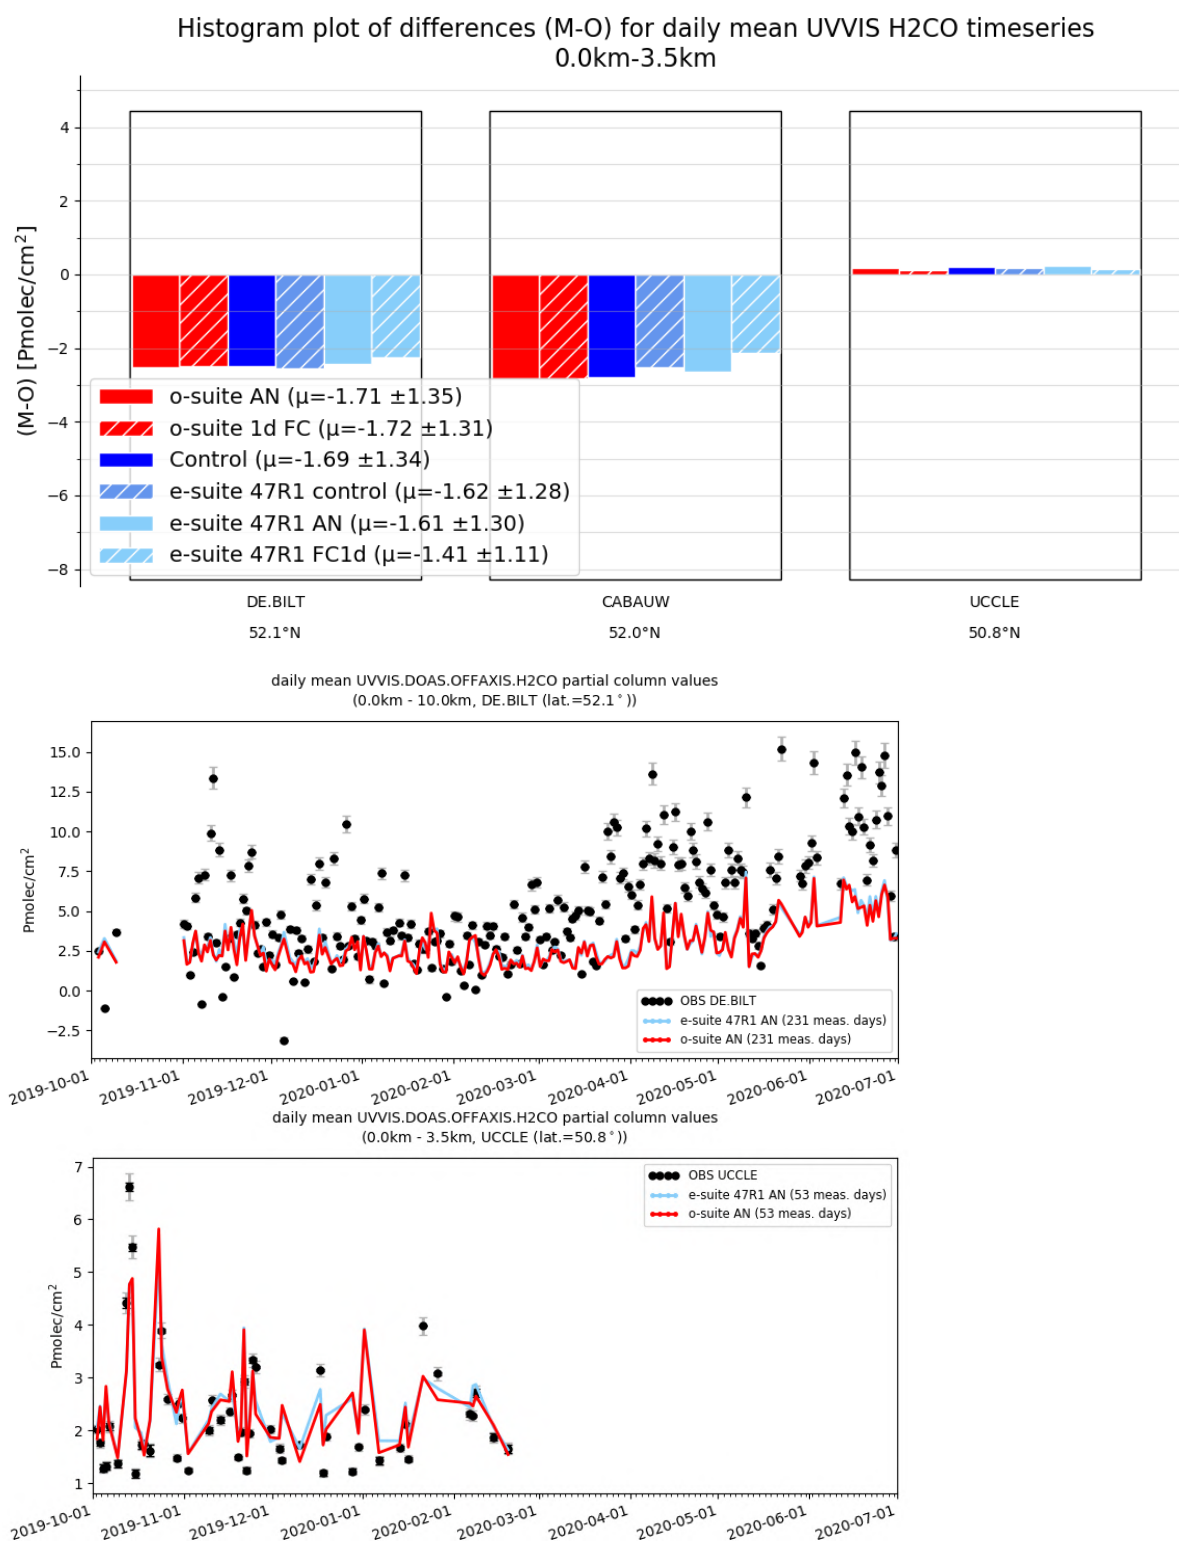 Histogram plot of differences (M-O) for daily mean UVVIS H2CO timeseries
0.0km-3.5km
(M-O) [Pmolec/cm²]
4
2
0
−2
−4
−6
−8
o-suite AN (μ=-1.71 ±1.35)
o-suite 1d FC (μ=-1.72 ±1.31)
Control (μ=-1.69 ±1.34)
e-suite 47R1 control (μ=-1.62 ±1.28)
e-suite 47R1 AN (μ=-1.61 ±1.30)
e-suite 47R1 FC1d (μ=-1.41 ±1.11)
DE.BILT CABAUW UCCLE
52.1°N 52.0°N 50.8°N
daily mean UVVIS.DOAS.OFFAXIS.H2CO partial column values
(0.0km - 10.0km, DE.BILT (lat.=52.1°))
Pmolec/cm²
15.0
12.5
10.0
7.5
5.0
2.5
0.0
−2.5
OBS DE.BILT
e-suite 47R1 AN (231 meas. days)
o-suite AN (231 meas. days)
2019-10-01 2019-11-01 2019-12-01 2020-01-01 2020-02-01 2020-03-01 2020-04-01 2020-05-01 2020-06-01 2020-07-01
daily mean UVVIS.DOAS.OFFAXIS.H2CO partial column values
(0.0km - 3.5km, UCCLE (lat.=50.8°))
Pmolec/cm²
7
6
5
4
3
2
1
OBS UCCLE
e-suite 47R1 AN (53 meas. days)
o-suite AN (53 meas. days)
2019-10-01 2019-11-01 2019-12-01 2020-01-01 2020-02-01 2020-03-01 2020-04-01 2020-05-01 2020-06-01 2020-07-01